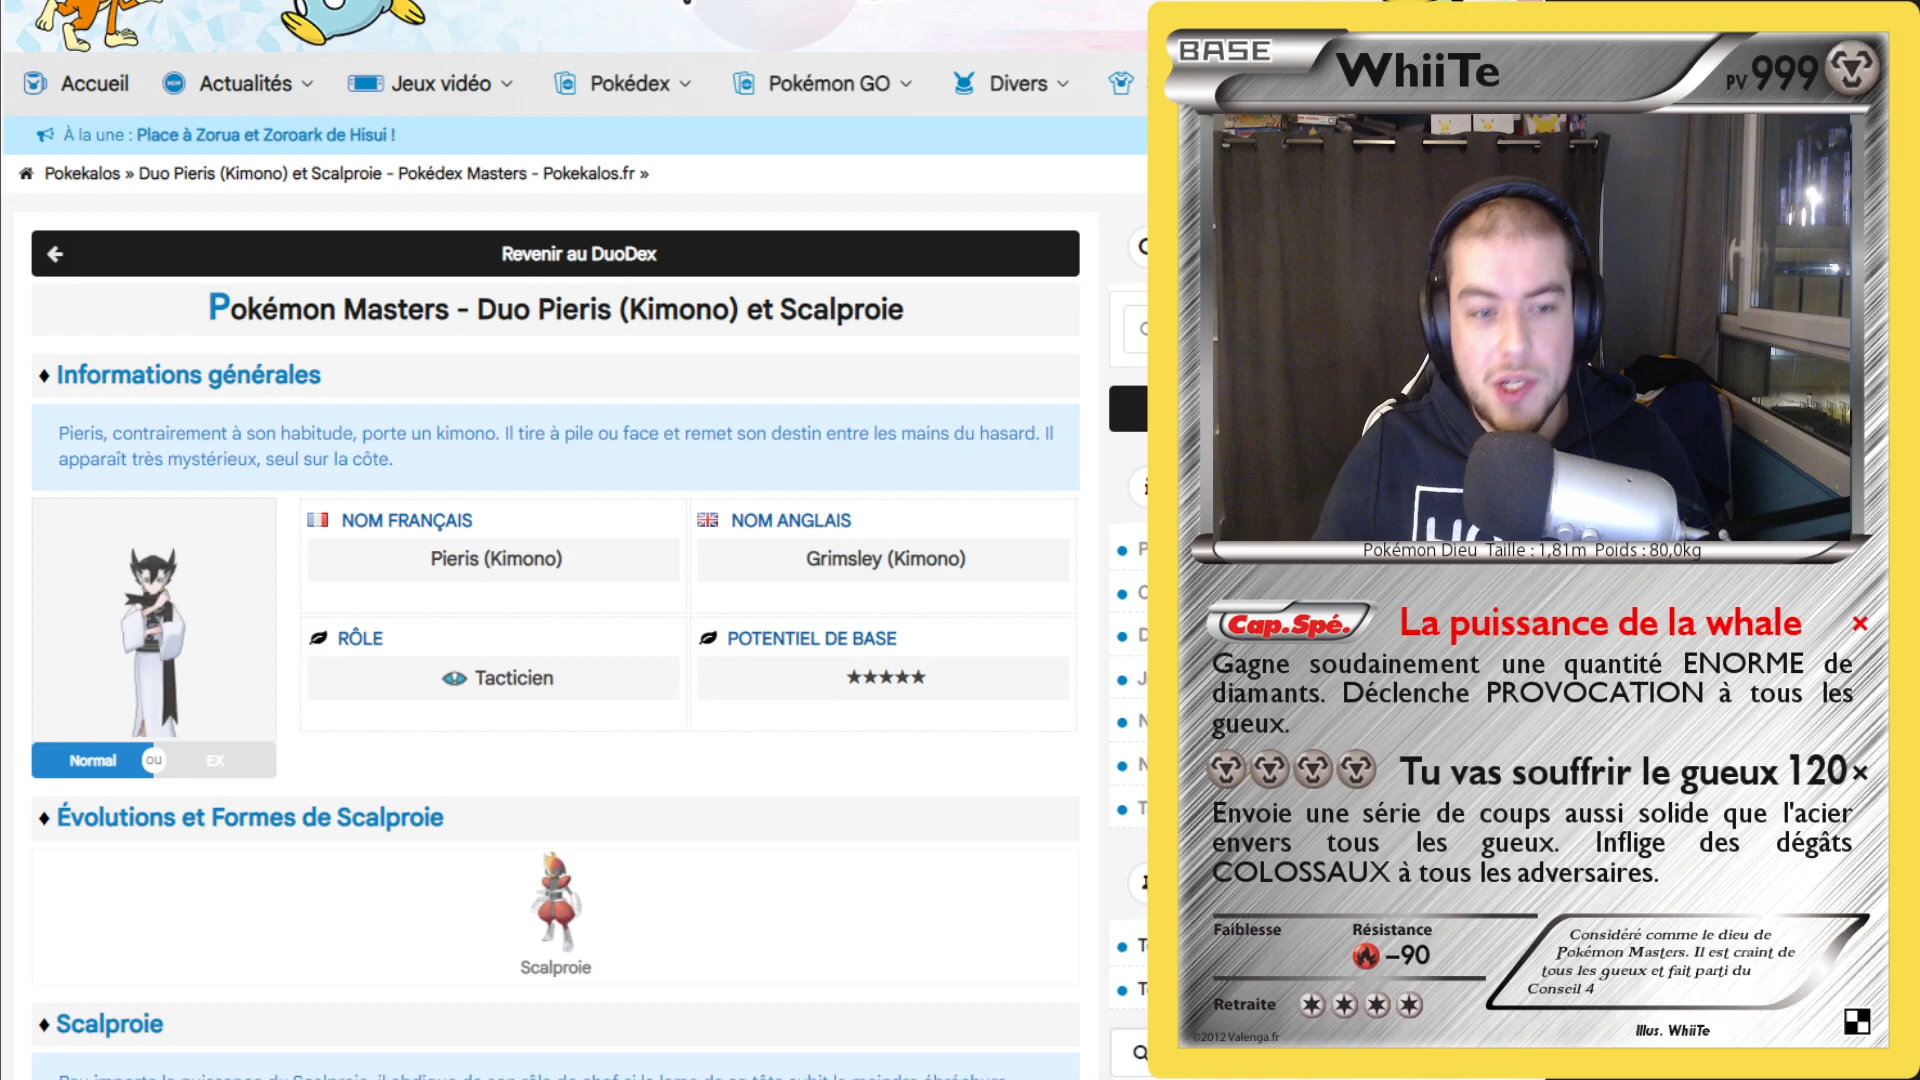 Accueil
Actualités
Jeux vidéo
Pokédex
Pokémon GO
Divers
À la une : Place à Zorua et Zoroark de Hisui !
Pokekalos » Duo Pieris (Kimono) et Scalproie - Pokédex Masters - Pokekalos.fr »
Revenir au DuoDex
Pokémon Masters - Duo Pieris (Kimono) et Scalproie
♦ Informations générales
Pieris, contrairement à son habitude, porte un kimono. Il tire à pile ou face et remet son destin entre les mains du hasard. Il
apparaît très mystérieux, seul sur la côte.
NOM FRANÇAIS
Pieris (Kimono)
NOM ANGLAIS
Grimsley (Kimono)
RÔLE
Tacticien
POTENTIEL DE BASE
★★★★★
Normal ou EX
♦ Évolutions et Formes de Scalproie
Scalproie
♦ Scalproie
BASE
WhiiTe
PV 999
Pokémon Dieu Taille : 1,81m Poids : 80,0kg
Cap.Spé. La puissance de la whale ×
Gagne soudainement une quantité ENORME de
diamants. Déclenche PROVOCATION à tous les
gueux.
Tu vas souffrir le gueux 120×
Envoie une série de coups aussi solide que l'acier
envers tous les gueux. Inflige des dégâts
COLOSSAUX à tous les adversaires.
Faiblesse
Résistance
-90
Retraite
Considéré comme le dieu de
Pokémon Masters. Il est craint de
tous les gueux et fait parti du
Conseil 4
Illus. WhiiTe
©2012 Valenga.fr